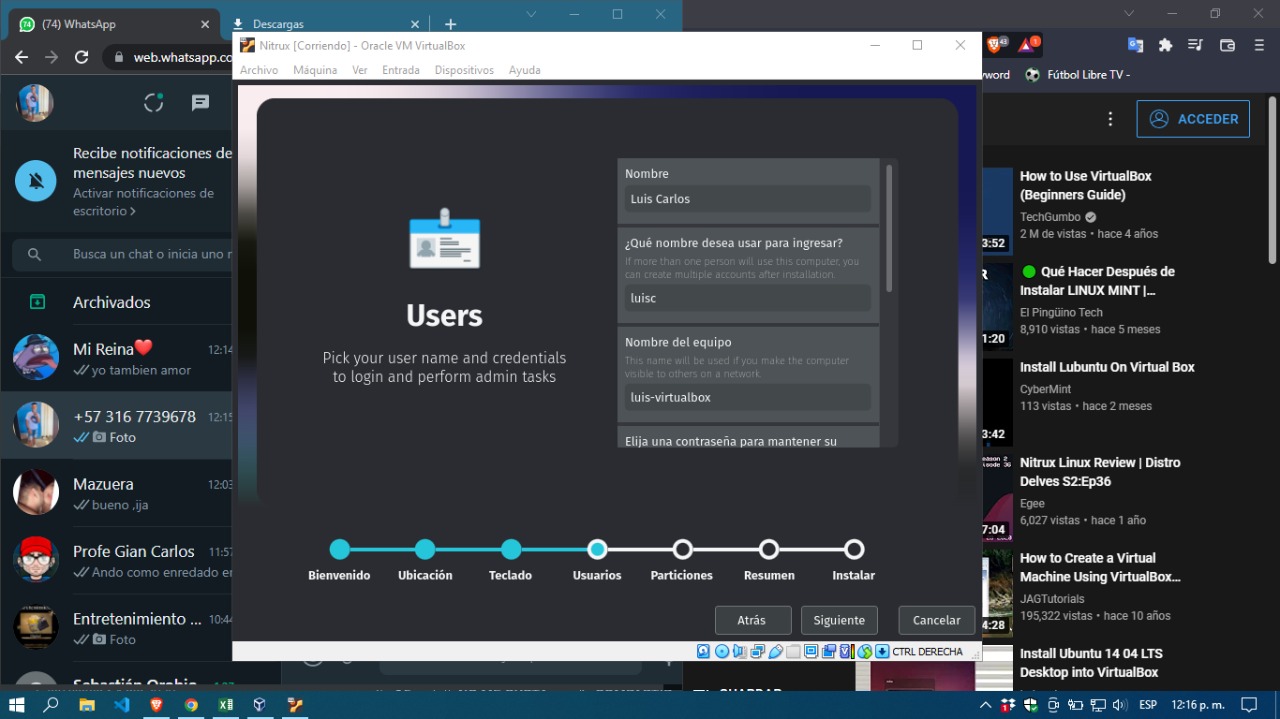 (74) WhatsApp
Descargas
web.whatsapp.co
Nitrux [Corriendo] - Oracle VM VirtualBox
Archivo Máquina Ver Entrada Dispositivos Ayuda
Recibe notificaciones de
mensajes nuevos
Activar notificaciones de
escritorio >
Busca un chat o inicia uno
Archivados
Mi Reina❤️ 12:14
yo tambien amor
+57 316 7739678 12:15
Foto
Mazuera 12:03
bueno ,ija
Profe Gian Carlos 11:57
Ando como enredado en
Entretenimiento ... 10:44
Foto
Users
Pick your user name and credentials
to login and perform admin tasks
Nombre
Luis Carlos
¿Qué nombre desea usar para ingresar?
If more than one person will use this computer, you
can create multiple accounts after installation.
luisc
Nombre del equipo
This name will be used if you make the computer
visible to others on a network.
luis-virtualbox
Elija una contraseña para mantener su
Bienvenido Ubicación Teclado Usuarios Particiones Resumen Instalar
Atrás Siguiente Cancelar
CTRL DERECHA
43
1
yword
Fútbol Libre TV -
ACCEDER
How to Use VirtualBox
(Beginners Guide)
TechGumbo
2 M de vistas • hace 4 años
3:52
Qué Hacer Después de
Instalar LINUX MINT |...
El Pingüino Tech
8,910 vistas • hace 5 meses
1:20
Install Lubuntu On Virtual Box
CyberMint
113 vistas • hace 2 meses
3:42
Nitrux Linux Review | Distro
Delves S2:Ep36
Egee
6,027 vistas • hace 1 año
7:04
How to Create a Virtual
Machine Using VirtualBox...
JAGTutorials
195,322 vistas • hace 10 años
4:28
Install Ubuntu 14 04 LTS
Desktop into VirtualBox
ESP 12:16 p. m.